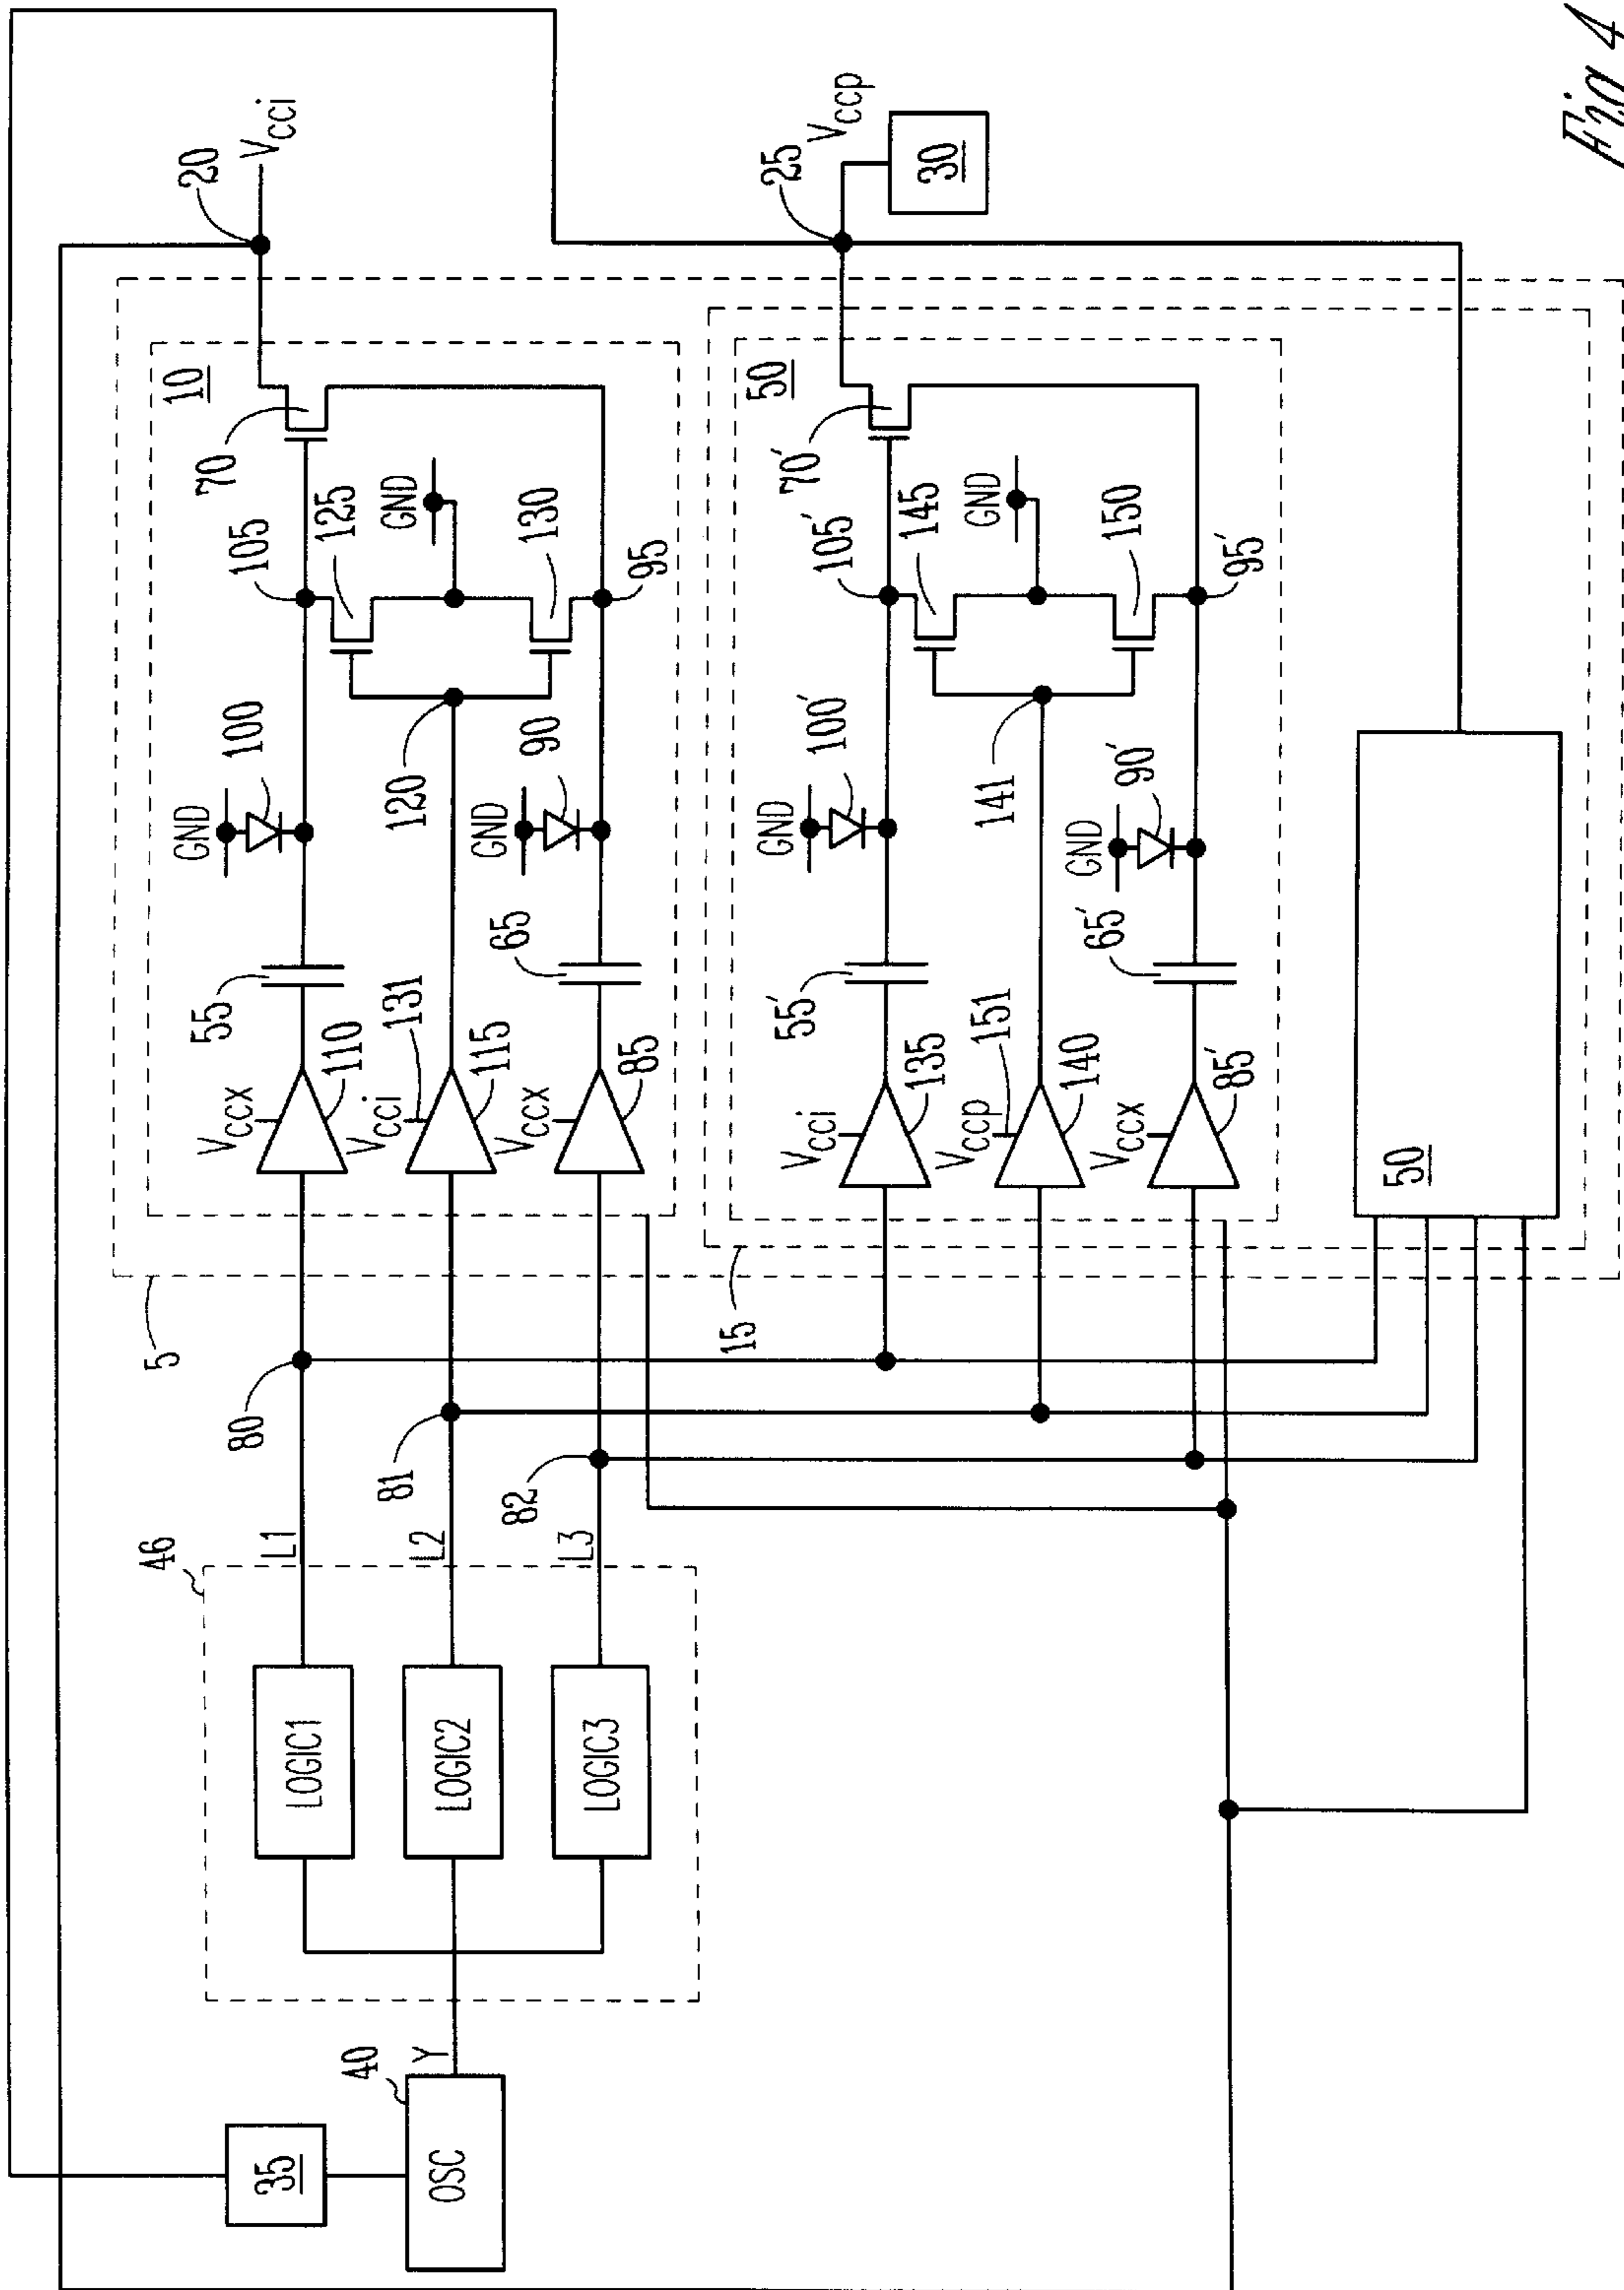 Fig 4
35
40
OSC
Y
46
LOGIC1
LOGIC2
LOGIC3
L1
L2
L3
80
81
82
5
10
Vccx
110
55
GND
100
105
70
20
Vcci
Vcci
131
115
120
125
GND
130
Vccx
85
65
GND
90
95
15
50
Vcci
135
55'
GND
100'
105'
70'
25
Vccp
30
Vccp
151
140
141
145
GND
150
Vccx
85'
65'
GND
90'
95'
50